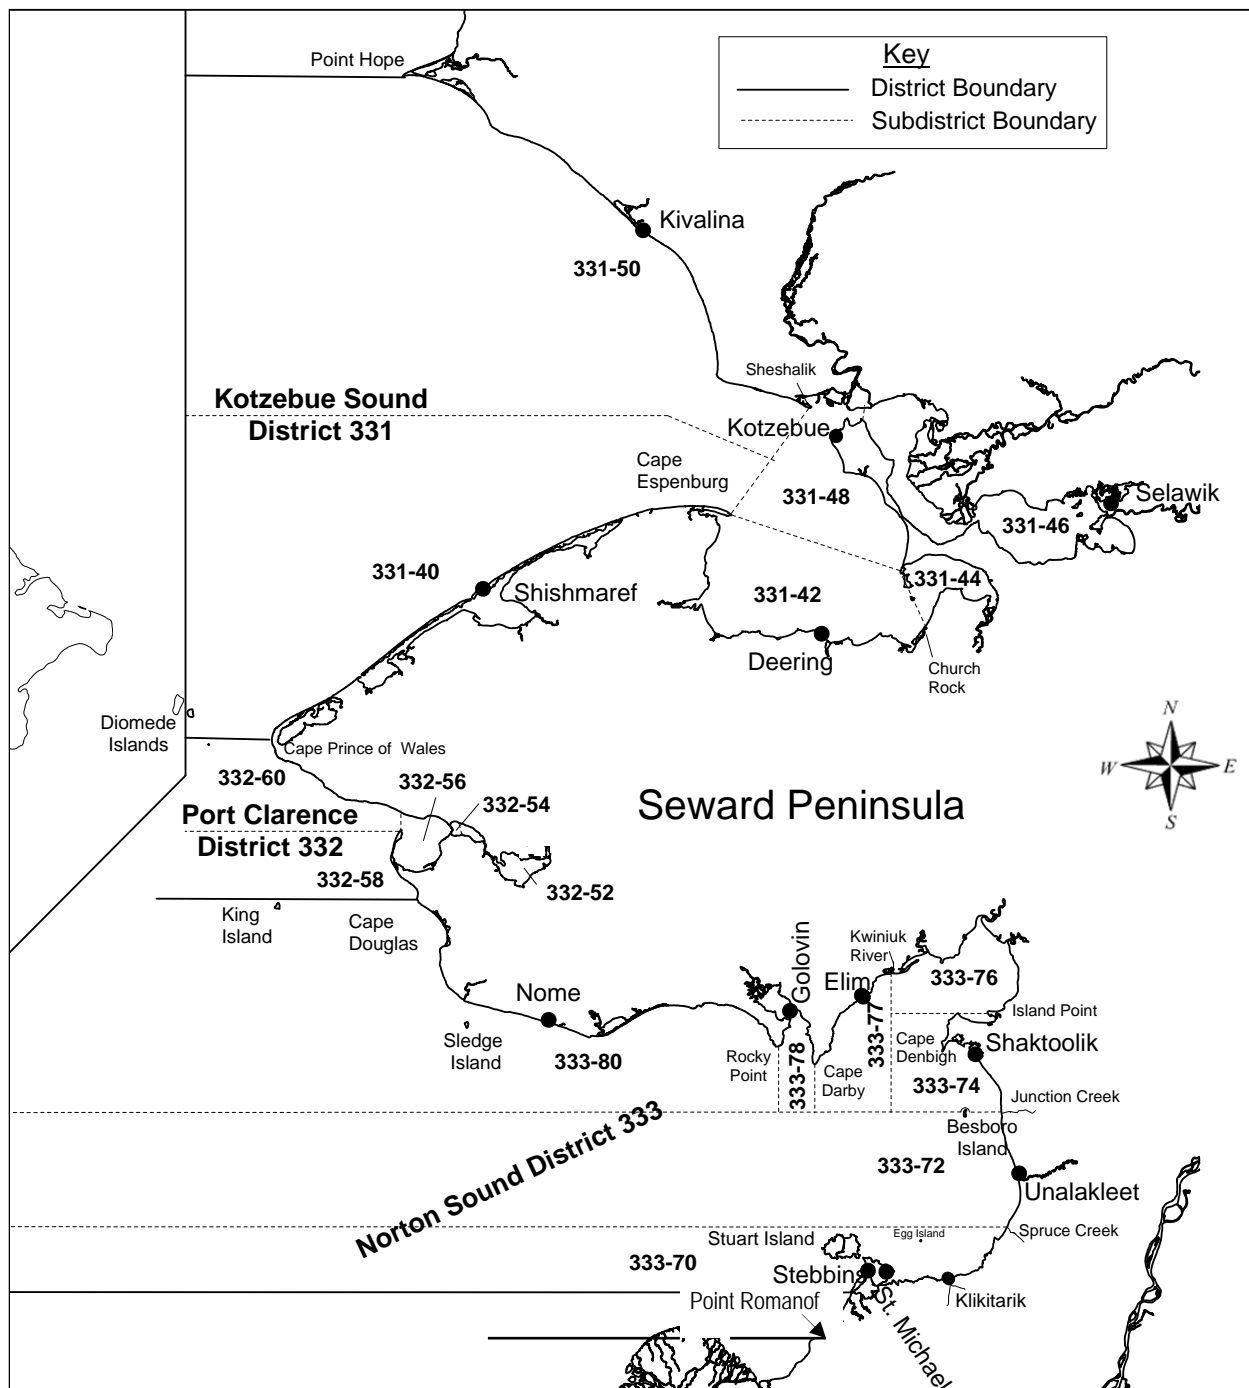 Point Hope
Key
District Boundary
Subdistrict Boundary
Kivalina
331-50
Sheshalik
Kotzebue Sound
District 331
Kotzebue
Cape
Espenburg
331-48
Selawik
331-46
331-40
Shishmaref
331-42
331-44
Deering
Church
Rock
Diomede
Islands
Cape Prince of Wales
332-60
332-56
332-54
Port Clarence
District 332
332-58
332-52
Seward Peninsula
N
W
E
S
King
Island
Cape
Douglas
Kwiniuk
River
Golovin
Elim
333-76
Nome
Island Point
333-77
Sledge
Island
333-80
Rocky
Point
333-78
Cape
Darby
Cape
Denbigh
Shaktoolik
333-74
Junction Creek
Besboro
Island
Norton Sound District 333
333-72
Unalakleet
Stuart Island
Egg Island
Spruce Creek
333-70
Stebbins
St. Michael
Klikitarik
Point Romanof